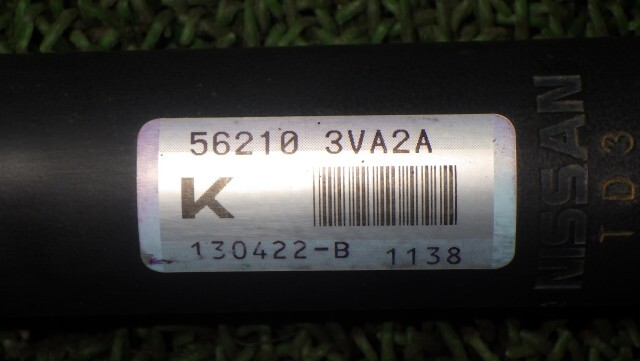 56210 3VA2A
K
130422-B 1138
NISSAN
TD3